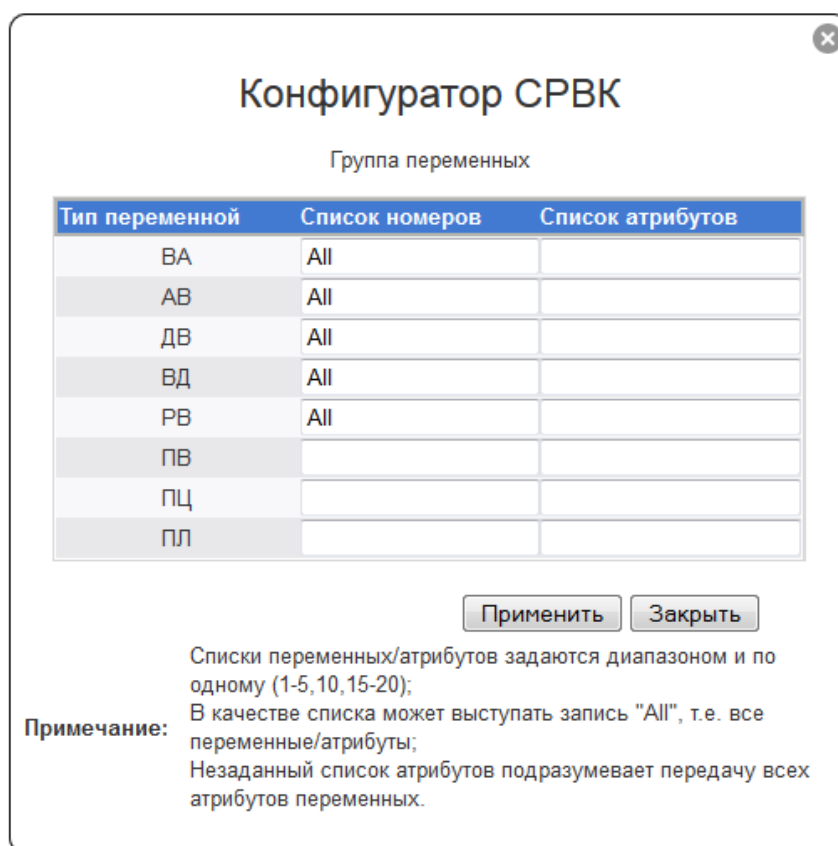 Конфигуратор СРВК
Группа переменных
Тип переменной Список номеров Список атрибутов
ВА All
АВ All
ДВ All
ВД All
РВ All
ПВ
ПЦ
ПЛ
Применить Закрыть
Списки переменных/атрибутов задаются диапазоном и по
одному (1-5,10,15-20);
Примечание: В качестве списка может выступать запись "All", т.е. все
переменные/атрибуты;
Незаданный список атрибутов подразумевает передачу всех
атрибутов переменных.